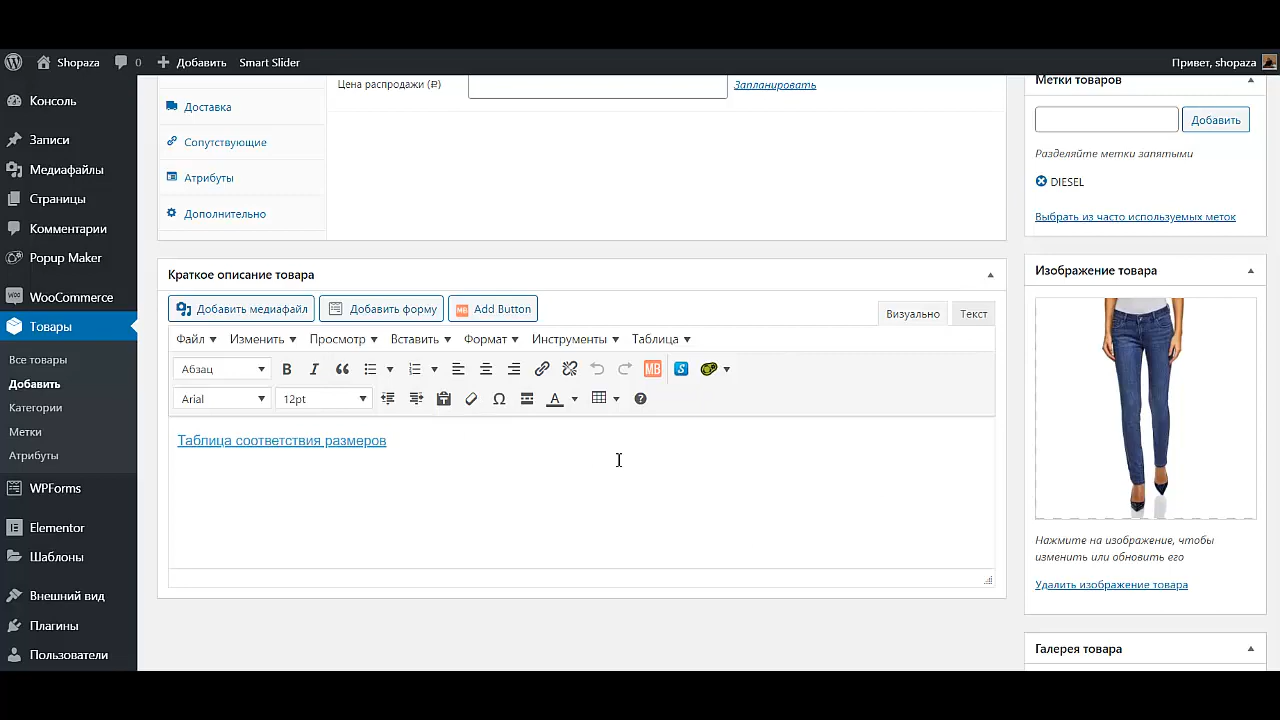 Shopaza 0 Добавить Smart Slider Привет, shopaza
Консоль
Записи
Медиафайлы
Страницы
Комментарии
Popup Maker
WooCommerce
Товары
Все товары
Добавить
Категории
Метки
Атрибуты
WPForms
Elementor
Шаблоны
Внешний вид
Плагины
Пользователи
Цена распродажи (₽) Запланировать
Доставка
Сопутствующие
Атрибуты
Дополнительно
Краткое описание товара
Добавить медиафайл Добавить форму MB Add Button
Визуально Текст
Файл Изменить Просмотр Вставить Формат Инструменты Таблица
Абзац B I MB S
Arial 12pt A
Таблица соответствия размеров
Метки товаров
Добавить
Разделяйте метки запятыми
DIESEL
Выбрать из часто используемых меток
Изображение товара
Нажмите на изображение, чтобы
изменить или обновить его
Удалить изображение товара
Галерея товара